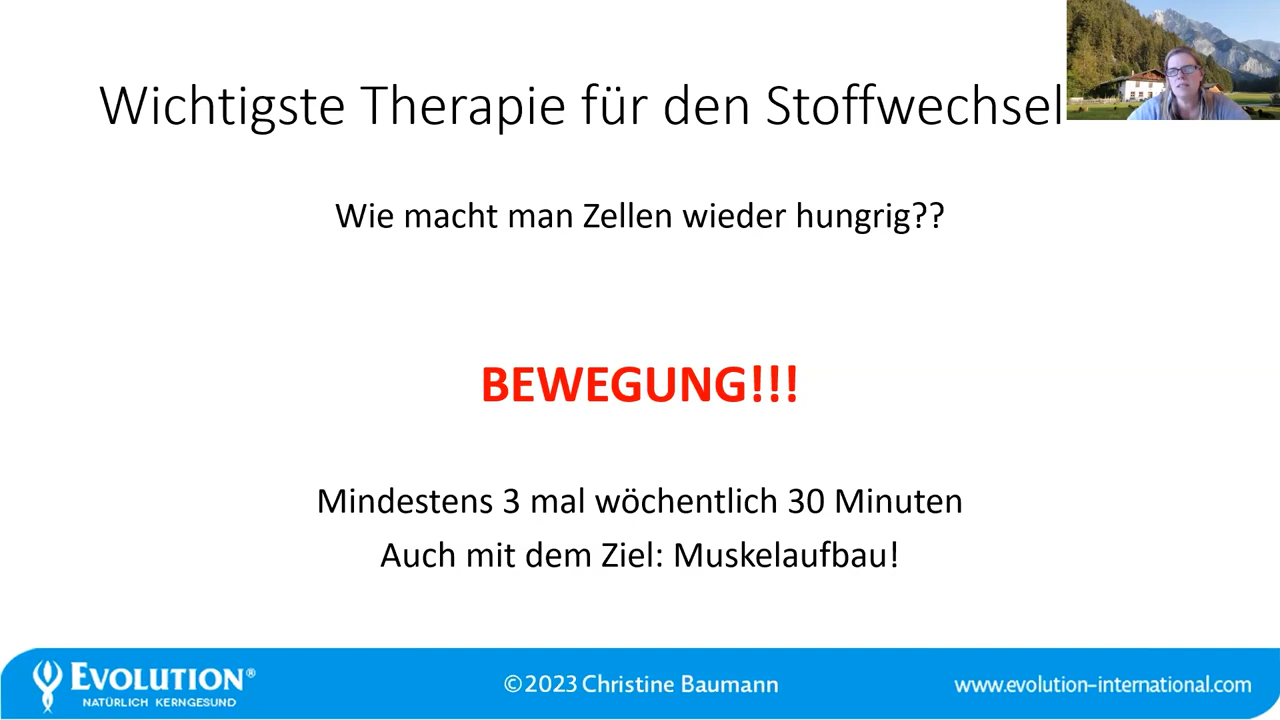 Wichtigste Therapie für den Stoffwechsel
Wie macht man Zellen wieder hungrig??
BEWEGUNG!!!
Mindestens 3 mal wöchentlich 30 Minuten
Auch mit dem Ziel: Muskelaufbau!
EVOLUTION®
NATÜRLICH KERNGESUND
©2023 Christine Baumann
www.evolution-international.com